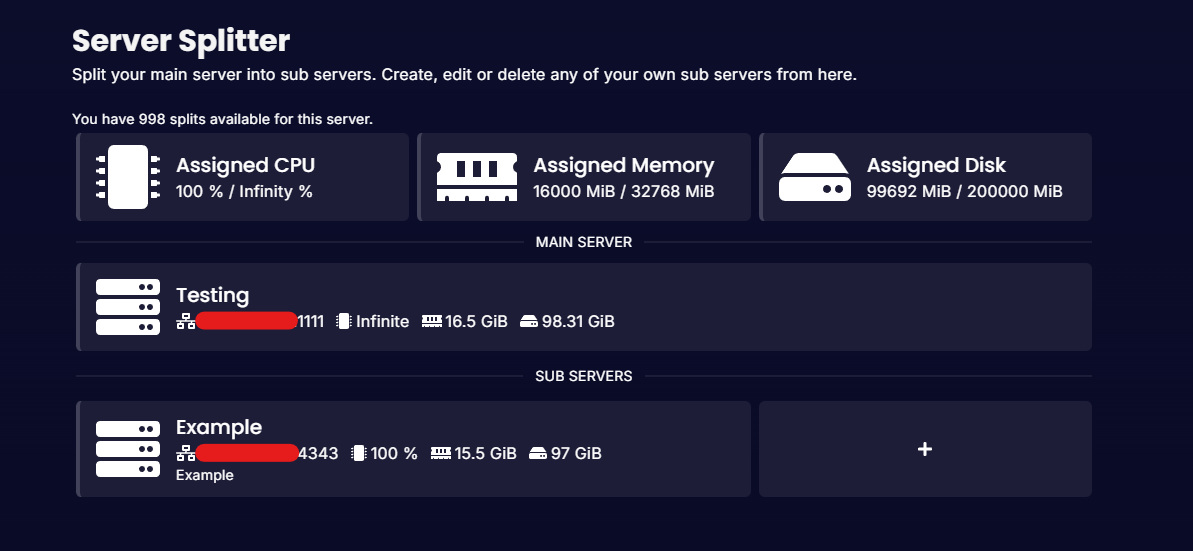 Server Splitter
Split your main server into sub servers. Create, edit or delete any of your own sub servers from here.
You have 998 splits available for this server.
Assigned CPU
100 % / Infinity %
Assigned Memory
16000 MiB / 32768 MiB
Assigned Disk
99692 MiB / 200000 MiB
MAIN SERVER
Testing
1111 Infinite 16.5 GiB 98.31 GiB
SUB SERVERS
Example
4343 100 % 15.5 GiB 97 GiB
Example
+